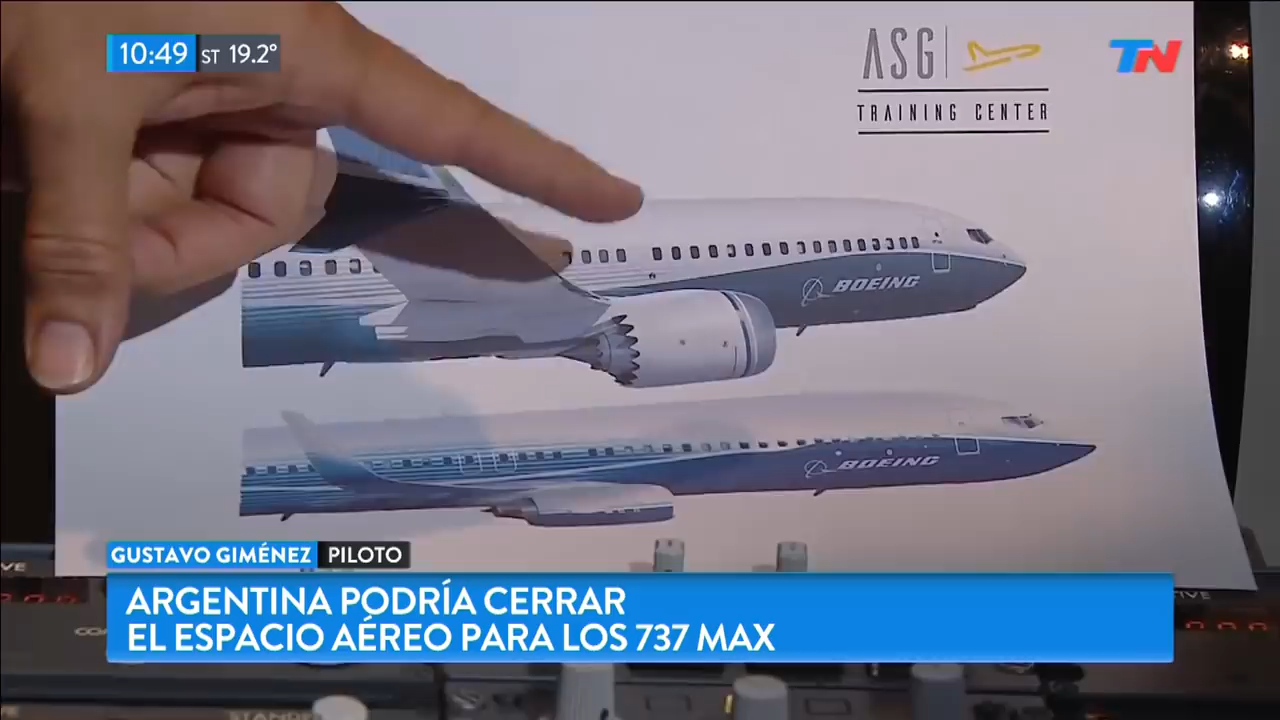 10:49 ST 19.2°
ASG
TN
TRAINING CENTER
BOEING
BOEING
GUSTAVO GIMÉNEZ PILOTO
ARGENTINA PODRÍA CERRAR
EL ESPACIO AÉREO PARA LOS 737 MAX